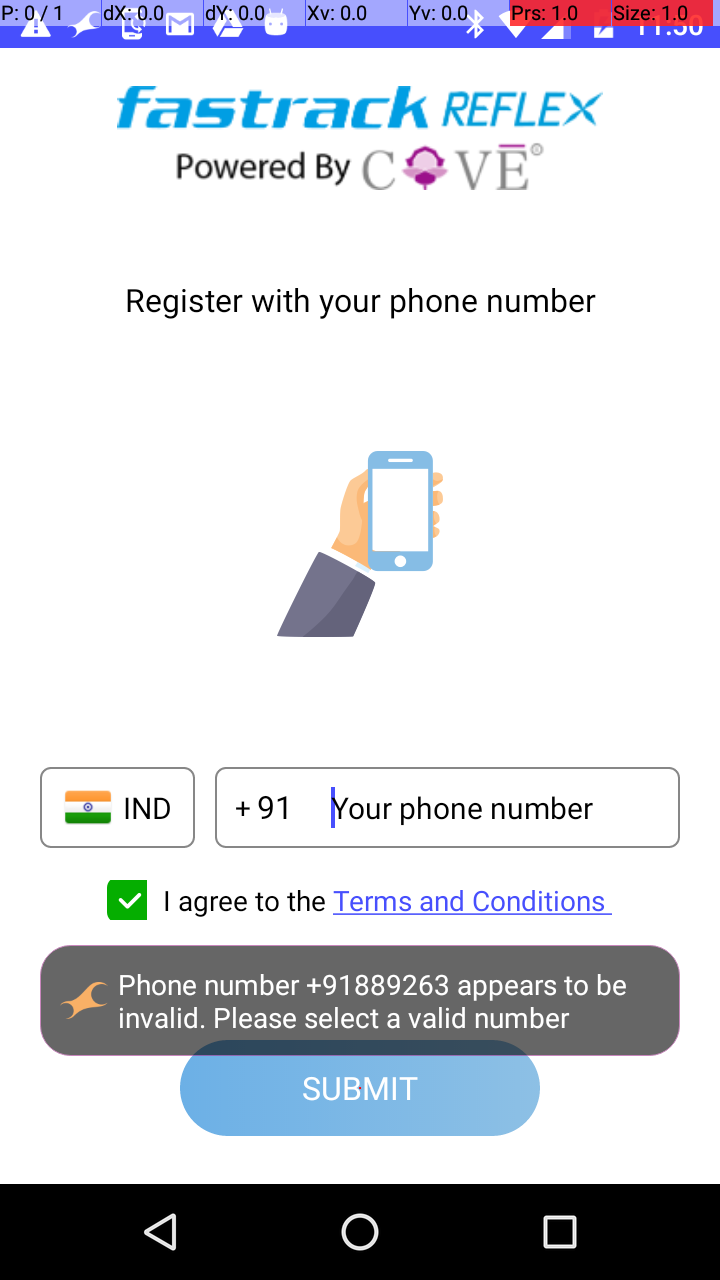 P: 0 / 1 dX: 0.0 dY: 0.0 Xv: 0.0 Yv: 0.0 Prs: 1.0 Size: 1.0
11:50
fastrack REFLEX
Powered By COVE®
Register with your phone number
IND + 91 Your phone number
I agree to the Terms and Conditions
Phone number +91889263 appears to be
invalid. Please select a valid number
SUBMIT